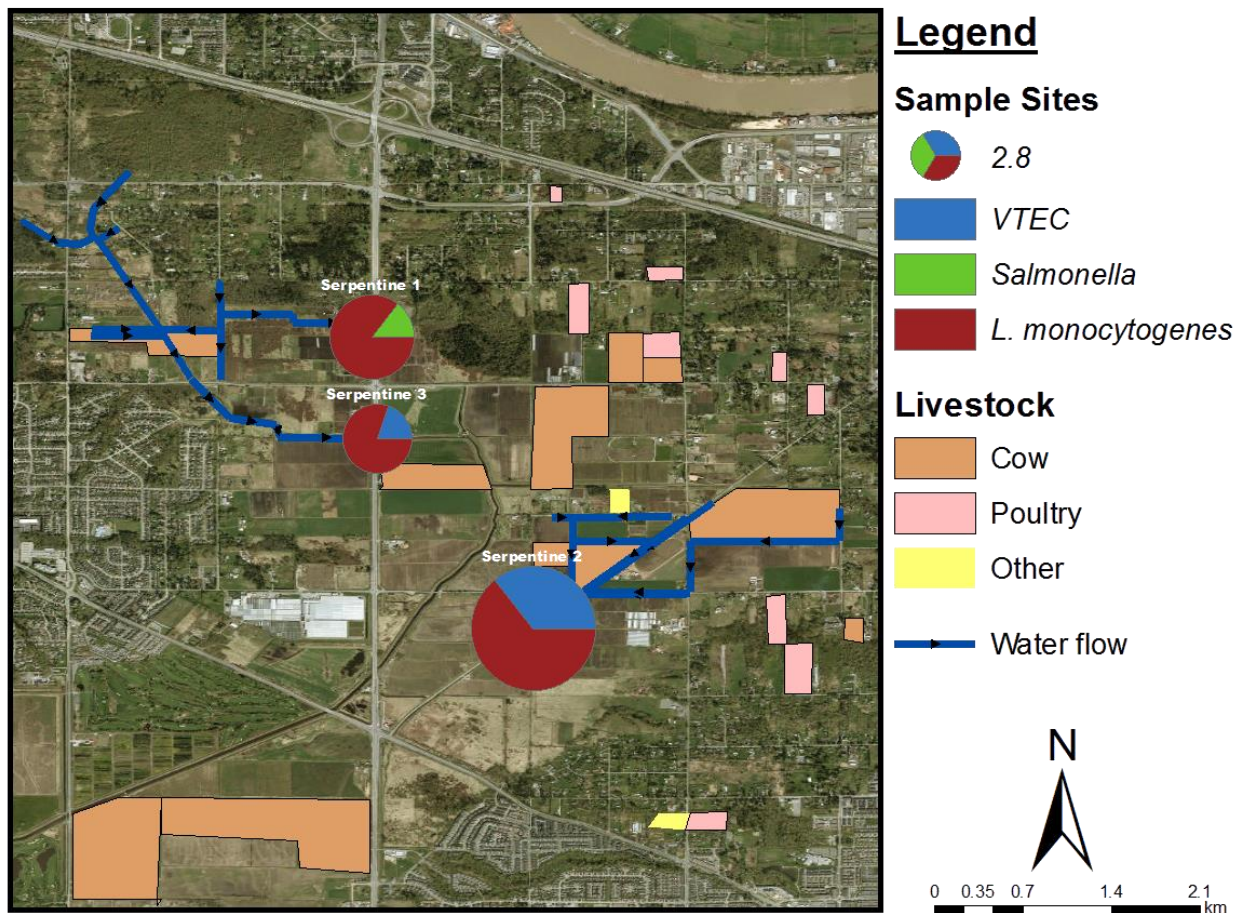 Serpentine 1
Serpentine 3
Serpentine 2
Legend
Sample Sites
2.8
VTEC
Salmonella
L. monocytogenes
Livestock
Cow
Poultry
Other
Water flow
N
0 0.35 0.7 1.4 2.1
km